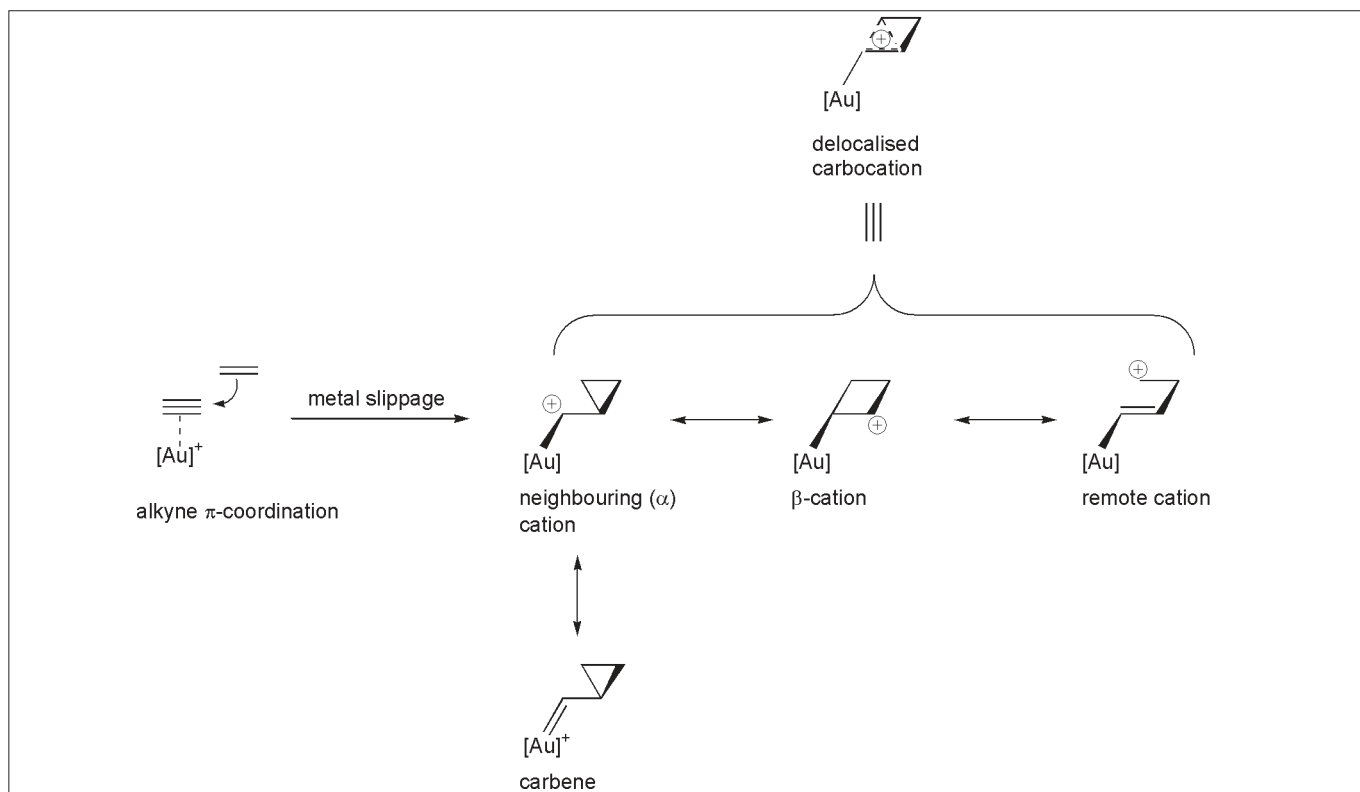 [Au]
delocalised
carbocation
metal slippage
[Au]+
alkyne π-coordination
[Au]
neighbouring (α)
cation
[Au]
β-cation
[Au]
remote cation
[Au]+
carbene